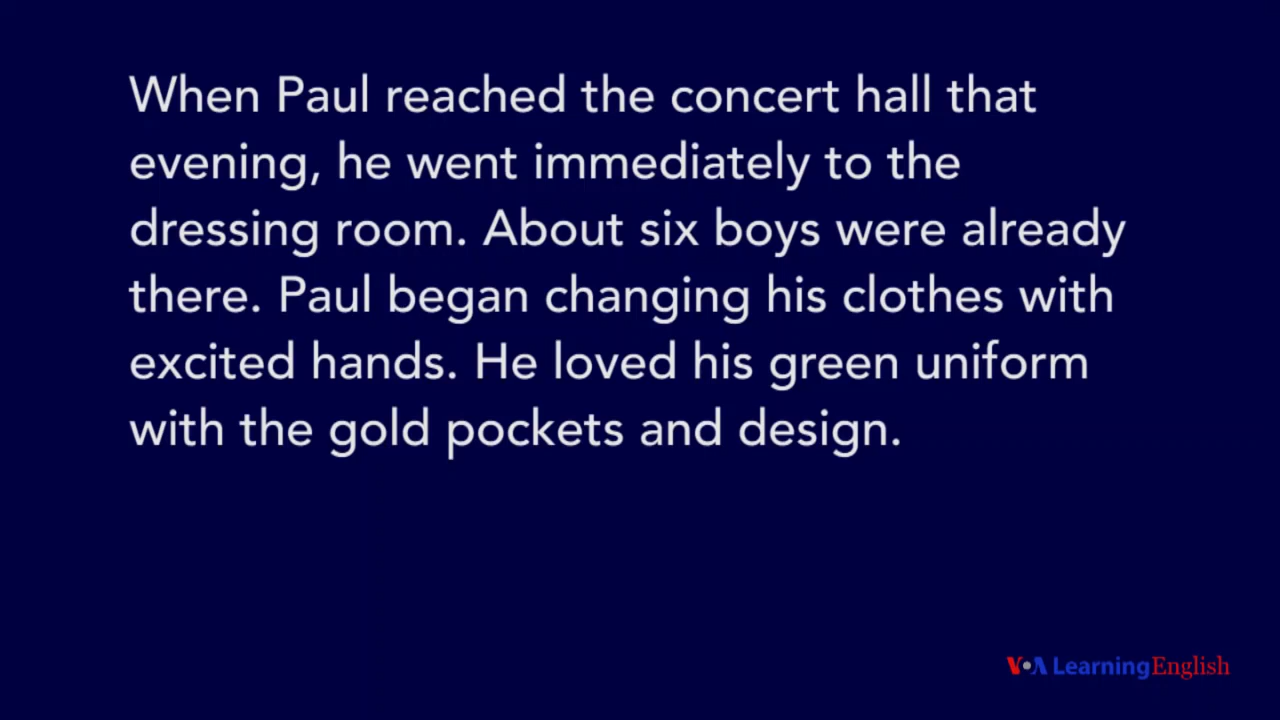 When Paul reached the concert hall that
evening, he went immediately to the
dressing room. About six boys were already
there. Paul began changing his clothes with
excited hands. He loved his green uniform
with the gold pockets and design.
VOA Learning English